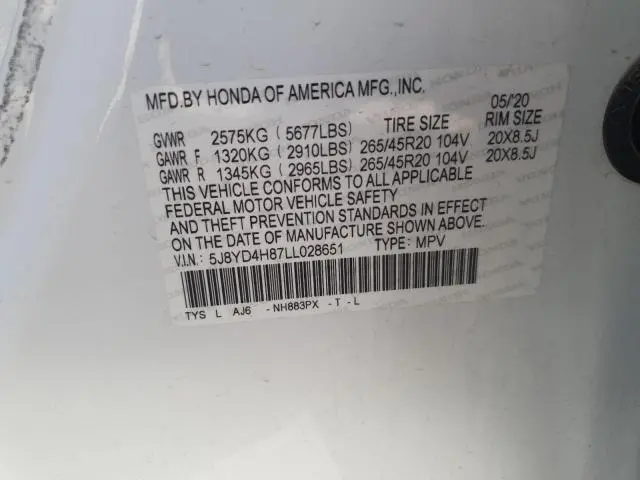 MFD.BY HONDA OF AMERICA MFG.,INC. 05/'20
TIRE SIZE RIM SIZE
GVWR 2575KG (5677LBS)
GAWR F 1320KG (2910LBS) 265/45R20 104V 20X8.5J
GAWR R 1345KG (2965LBS) 265/45R20 104V 20X8.5J
THIS VEHICLE CONFORMS TO ALL APPLICABLE
FEDERAL MOTOR VEHICLE SAFETY
AND THEFT PREVENTION STANDARDS IN EFFECT
ON THE DATE OF MANUFACTURE SHOWN ABOVE.
V.I.N.: 5J8YD4H87LL028651 TYPE: MPV
TYS L AJ6 -NH883PX -T-L